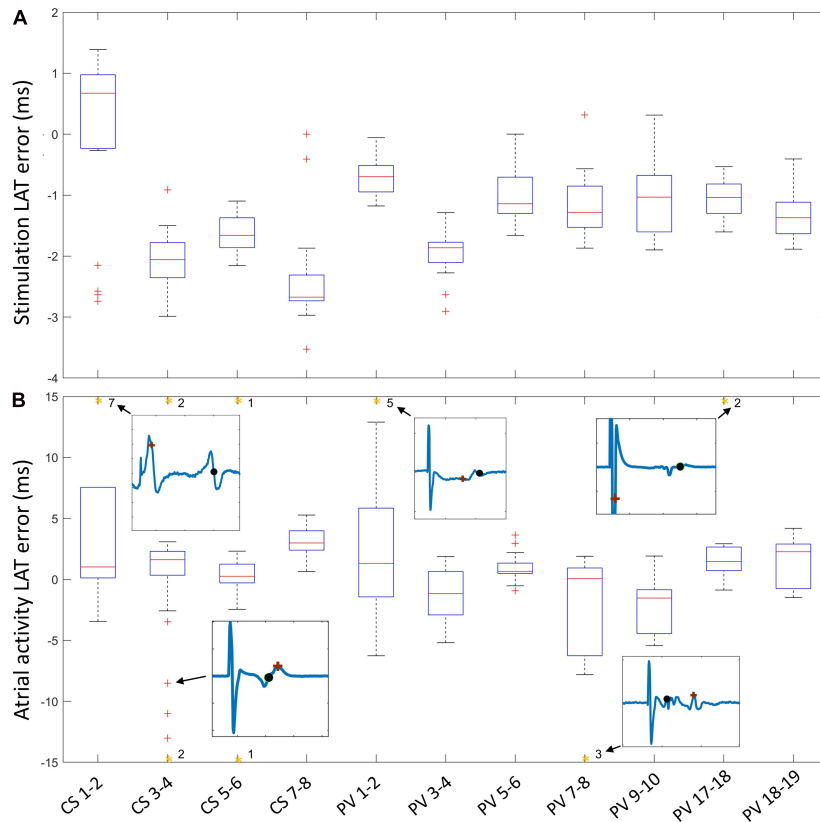 A
2
1
0
-1
-2
-3
-4
Stimulation LAT error (ms)
B
15
10
5
0
-5
-10
-15
Atrial activity LAT error (ms)
7
2
1
5
2
2
1
3
CS 1-2
CS 3-4
CS 5-6
CS 7-8
PV 1-2
PV 3-4
PV 5-6
PV 7-8
PV 9-10
PV 17-18
PV 18-19